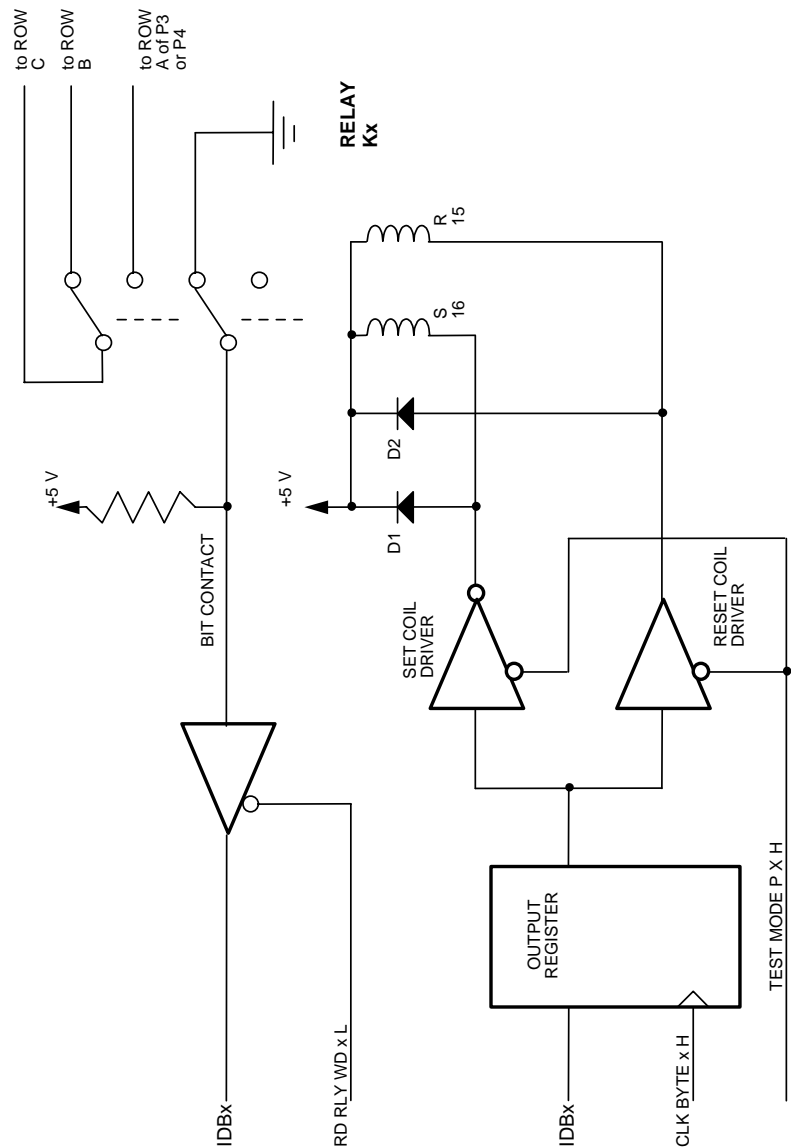 to ROW
C
to ROW
B
to ROW
A of P3
or P4
RELAY
Kx
+5 V
BIT CONTACT
IDBx
RD RLY WD x L
R
15
S
16
+5 V
D2
D1
SET COIL
DRIVER
RESET COIL
DRIVER
OUTPUT
REGISTER
IDBx
CLK BYTE x H
TEST MODE P X H